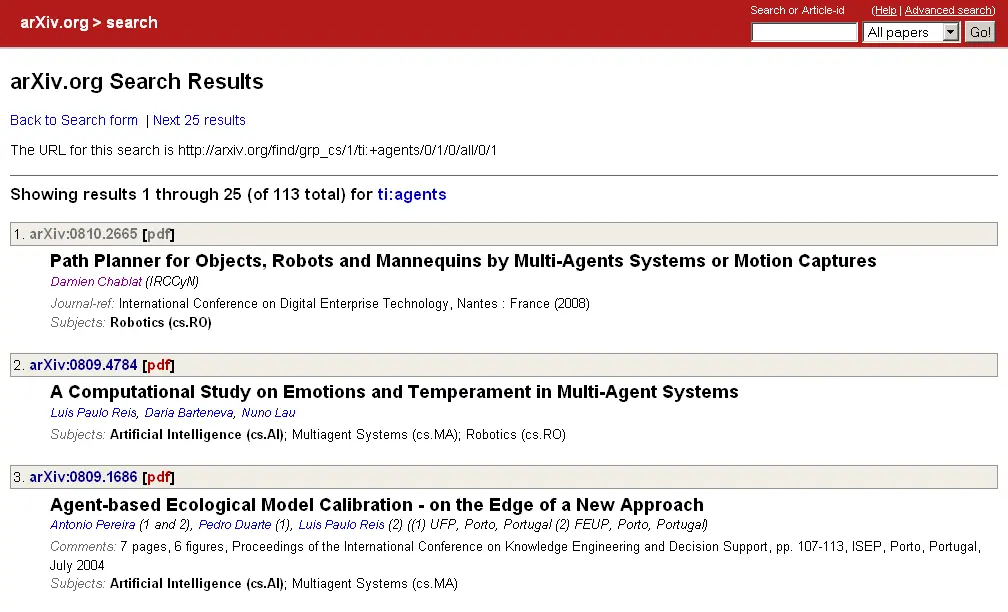 arXiv.org > search
Search or Article-id
(Help | Advanced search)
All papers
Go!
arXiv.org Search Results
Back to Search form | Next 25 results
The URL for this search is http://arxiv.org/find/grp_cs/1/ti:+agents/0/1/0/all/0/1
Showing results 1 through 25 (of 113 total) for ti:agents
1. arXiv:0810.2665 [pdf]
Path Planner for Objects, Robots and Mannequins by Multi-Agents Systems or Motion Captures
Damien Chablat (IRCCyN)
Journal-ref: International Conference on Digital Enterprise Technology, Nantes : France (2008)
Subjects: Robotics (cs.RO)
2. arXiv:0809.4784 [pdf]
A Computational Study on Emotions and Temperament in Multi-Agent Systems
Luis Paulo Reis, Daria Barteneva, Nuno Lau
Subjects: Artificial Intelligence (cs.AI); Multiagent Systems (cs.MA); Robotics (cs.RO)
3. arXiv:0809.1686 [pdf]
Agent-based Ecological Model Calibration - on the Edge of a New Approach
Antonio Pereira (1 and 2), Pedro Duarte (1), Luis Paulo Reis (2) ((1) UFP, Porto, Portugal (2) FEUP, Porto, Portugal)
Comments: 7 pages, 6 figures, Proceedings of the International Conference on Knowledge Engineering and Decision Support, pp. 107-113, ISEP, Porto, Portugal,
July 2004
Subjects: Artificial Intelligence (cs.AI); Multiagent Systems (cs.MA)